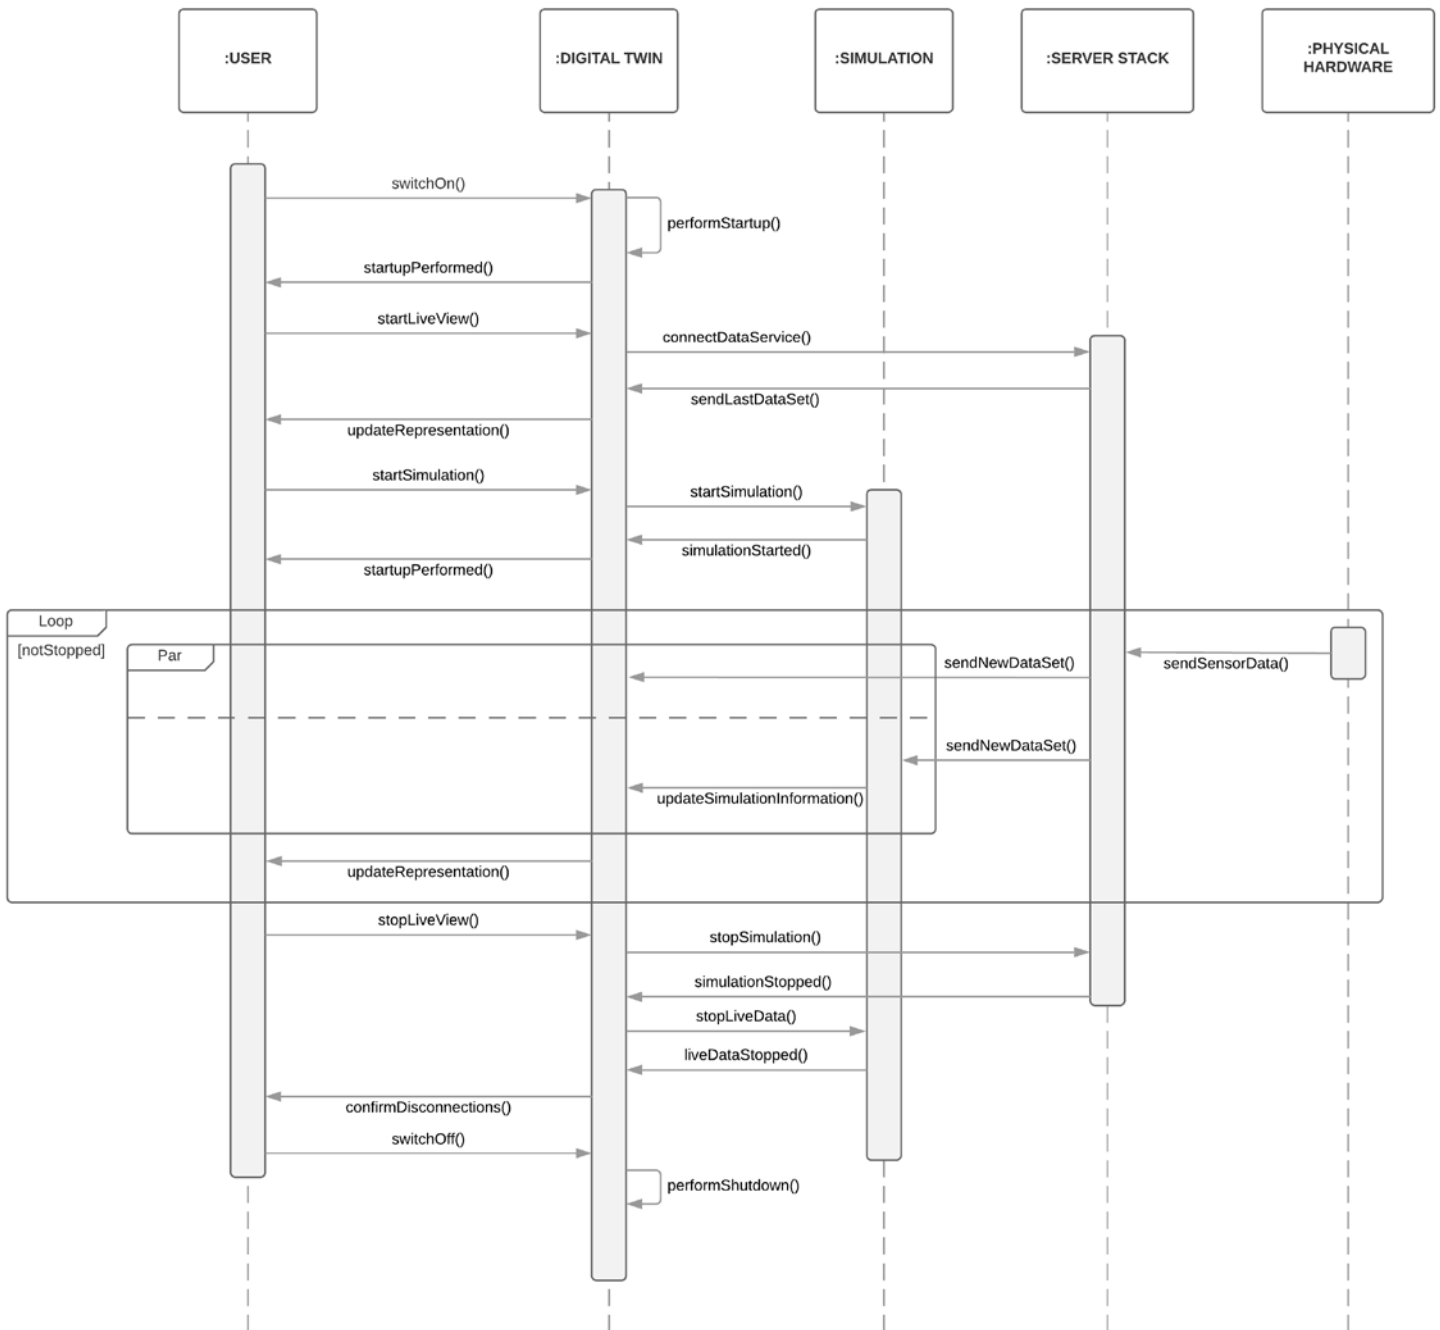 :USER
:DIGITAL TWIN
:SIMULATION
:SERVER STACK
:PHYSICAL
HARDWARE
switchOn()
performStartup()
startupPerformed()
startLiveView()
connectDataService()
sendLastDataSet()
updateRepresentation()
startSimulation()
startSimulation()
simulationStarted()
startupPerformed()
Loop
[notStopped]
Par
sendNewDataSet()
sendSensorData()
sendNewDataSet()
updateSimulationInformation()
updateRepresentation()
stopLiveView()
stopSimulation()
simulationStopped()
stopLiveData()
liveDataStopped()
confirmDisconnections()
switchOff()
performShutdown()